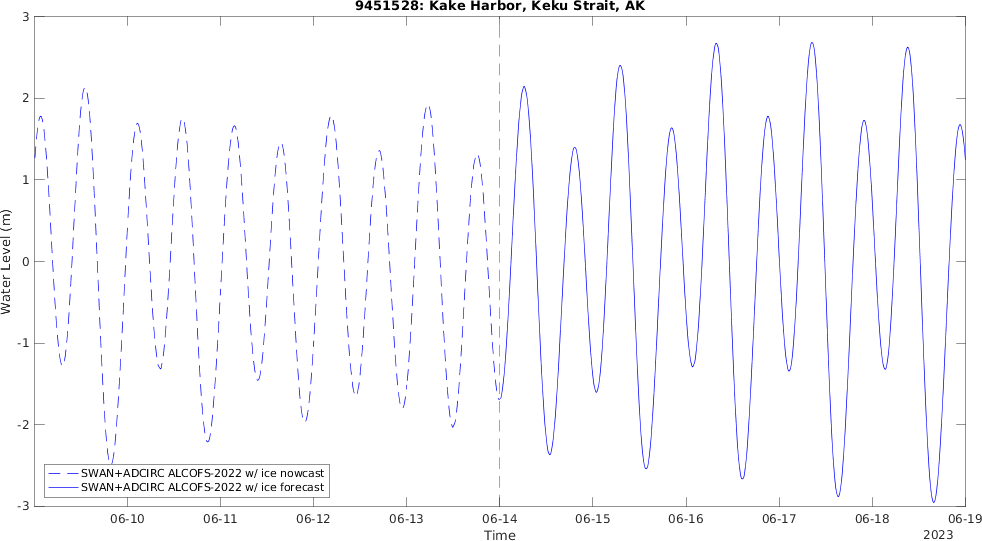 9451528: Kake Harbor, Keku Strait, AK
3
2
1
0
-1
-2
-3
Water Level (m)
SWAN+ADCIRC ALCOFS-2022 w/ ice nowcast
SWAN+ADCIRC ALCOFS-2022 w/ ice forecast
06-10 06-11 06-12 06-13 06-14 06-15 06-16 06-17 06-18 06-19
Time
2023